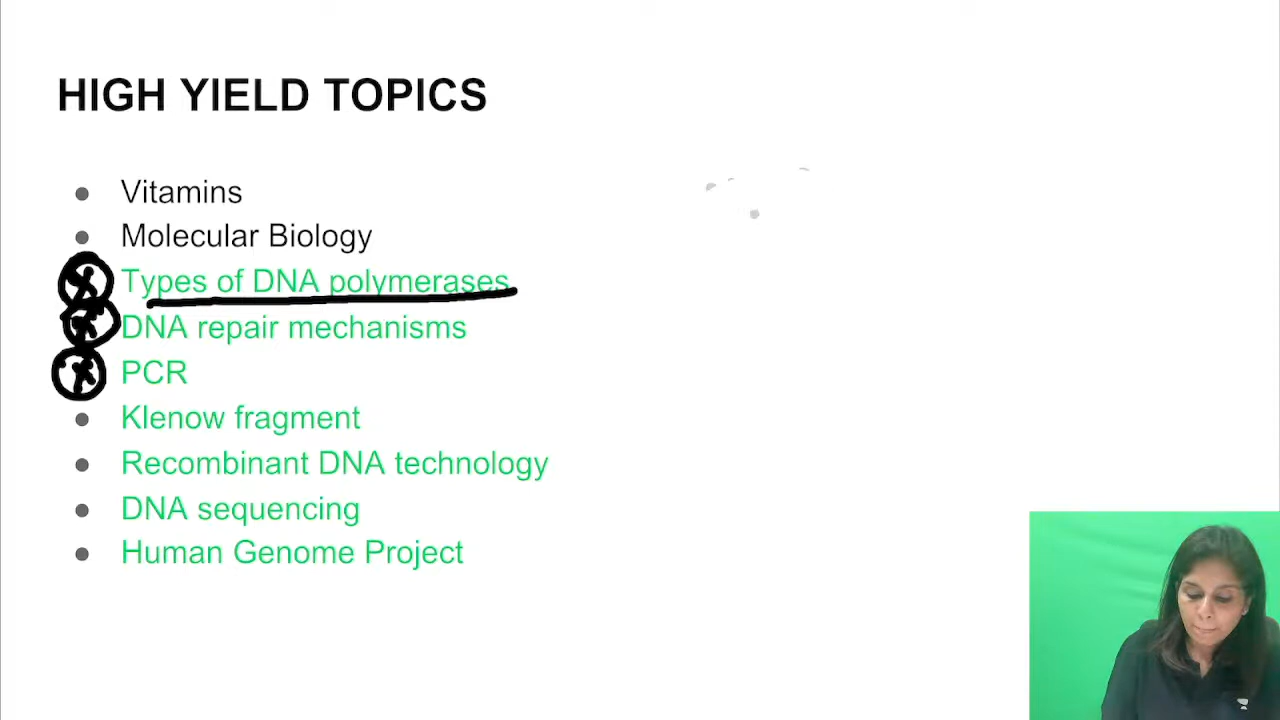 HIGH YIELD TOPICS
Vitamins
Molecular Biology
Types of DNA polymerases
DNA repair mechanisms
PCR
Klenow fragment
Recombinant DNA technology
DNA sequencing
Human Genome Project